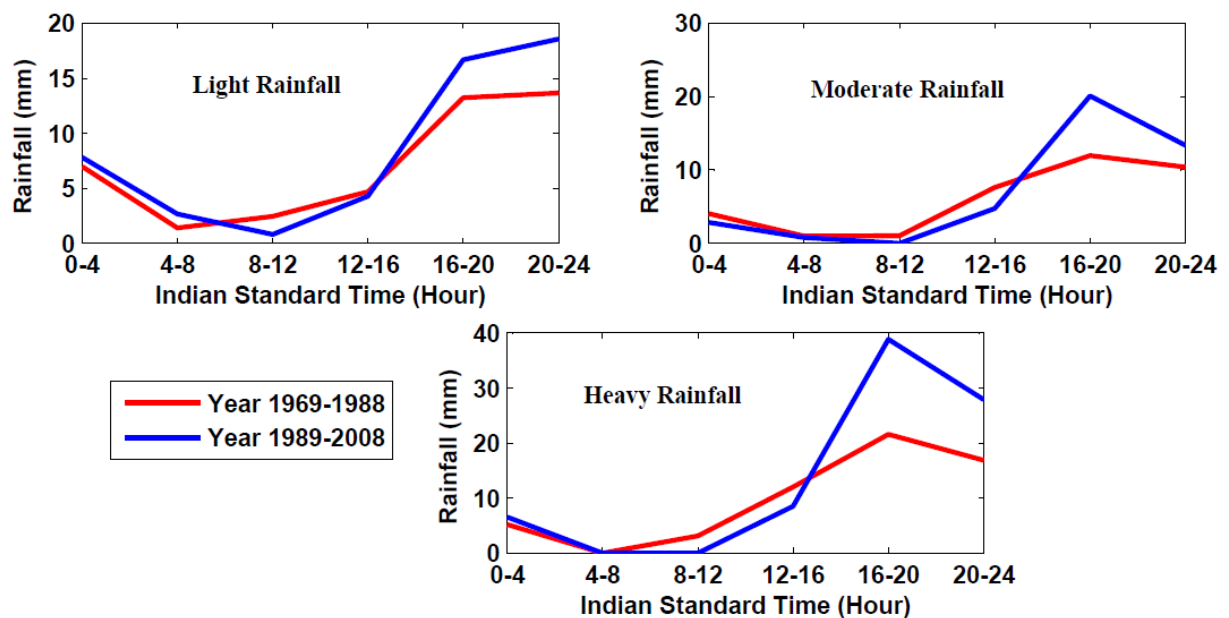 20
15
10
5
0
Rainfall (mm)
Light Rainfall
0-4 4-8 8-12 12-16 16-20 20-24
Indian Standard Time (Hour)
30
20
10
0
Rainfall (mm)
Moderate Rainfall
0-4 4-8 8-12 12-16 16-20 20-24
Indian Standard Time (Hour)
Year 1969-1988
Year 1989-2008
40
30
20
10
0
Rainfall (mm)
Heavy Rainfall
0-4 4-8 8-12 12-16 16-20 20-24
Indian Standard Time (Hour)